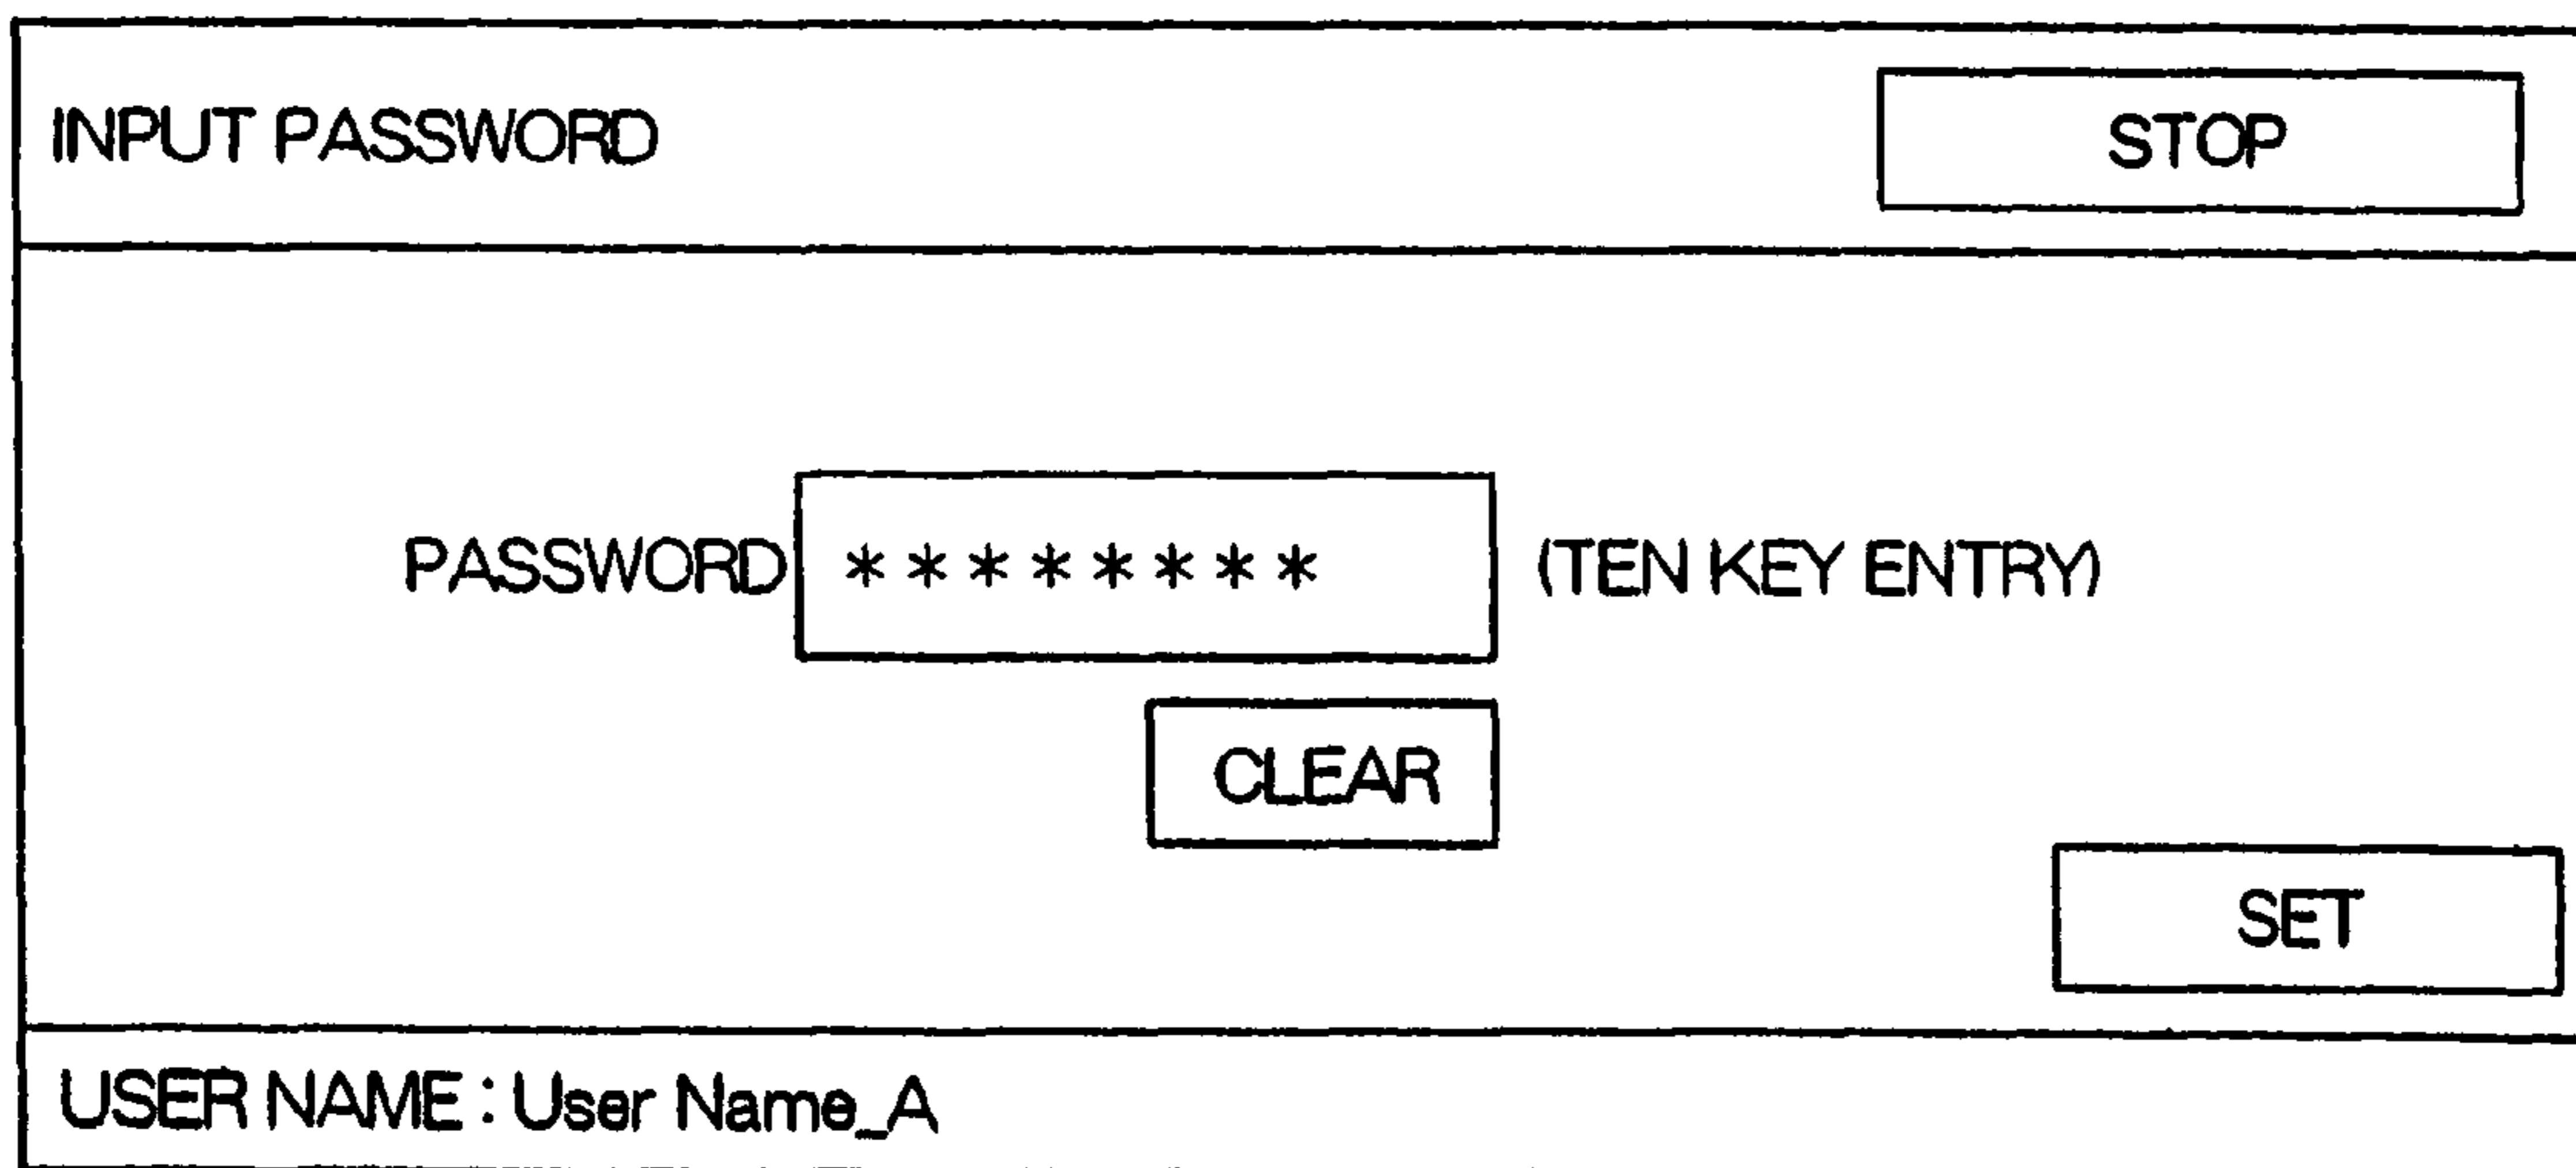 INPUT PASSWORD STOP
PASSWORD * * * * * * * * (TEN KEY ENTRY)
CLEAR
SET
USER NAME : User Name_A